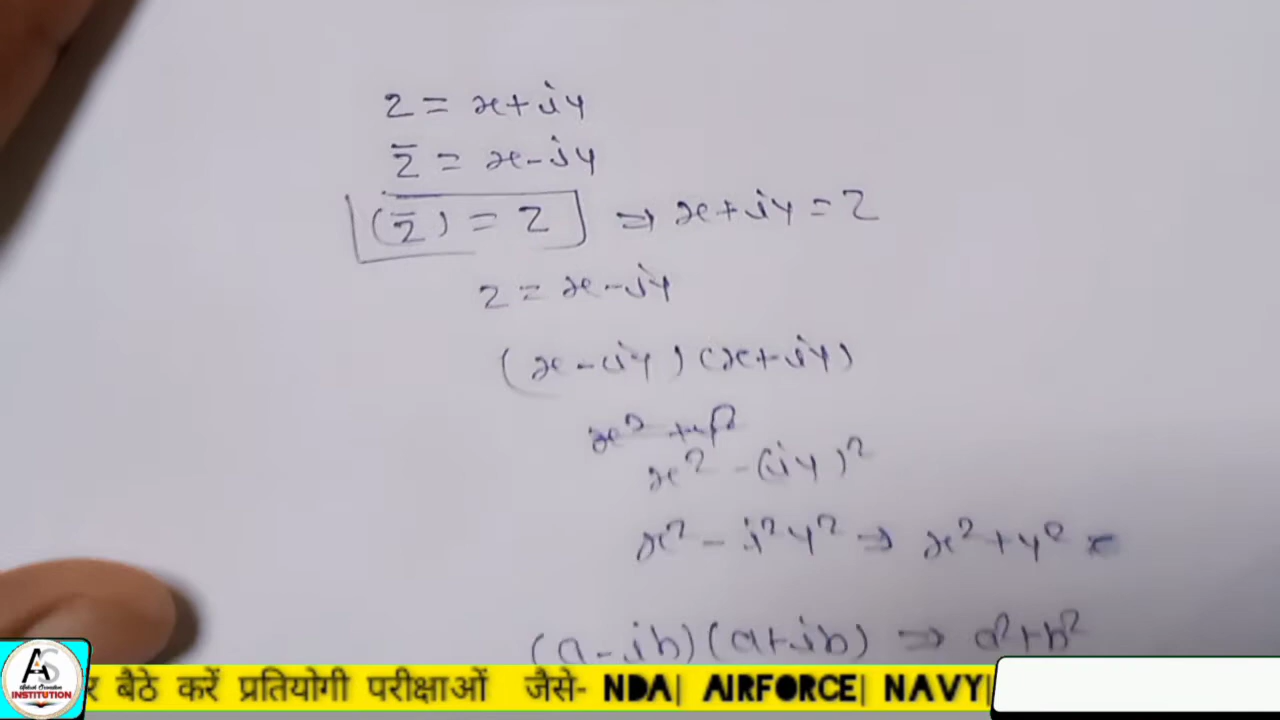 z = x+iy
z̅ = x-iy
(z̅) = z ⇒ x+iy = z
z = x-iy
(x-iy)(x+iy)
x² + y²
x² - (iy)²
x² - i²y² ⇒ x²+y²
(a-ib)(a+ib) ⇒ a²+b²
AS
INSTITUTION
र बैठे करें प्रतियोगी परीक्षाओं जैसे- NDA| AIRFORCE| NAVY|